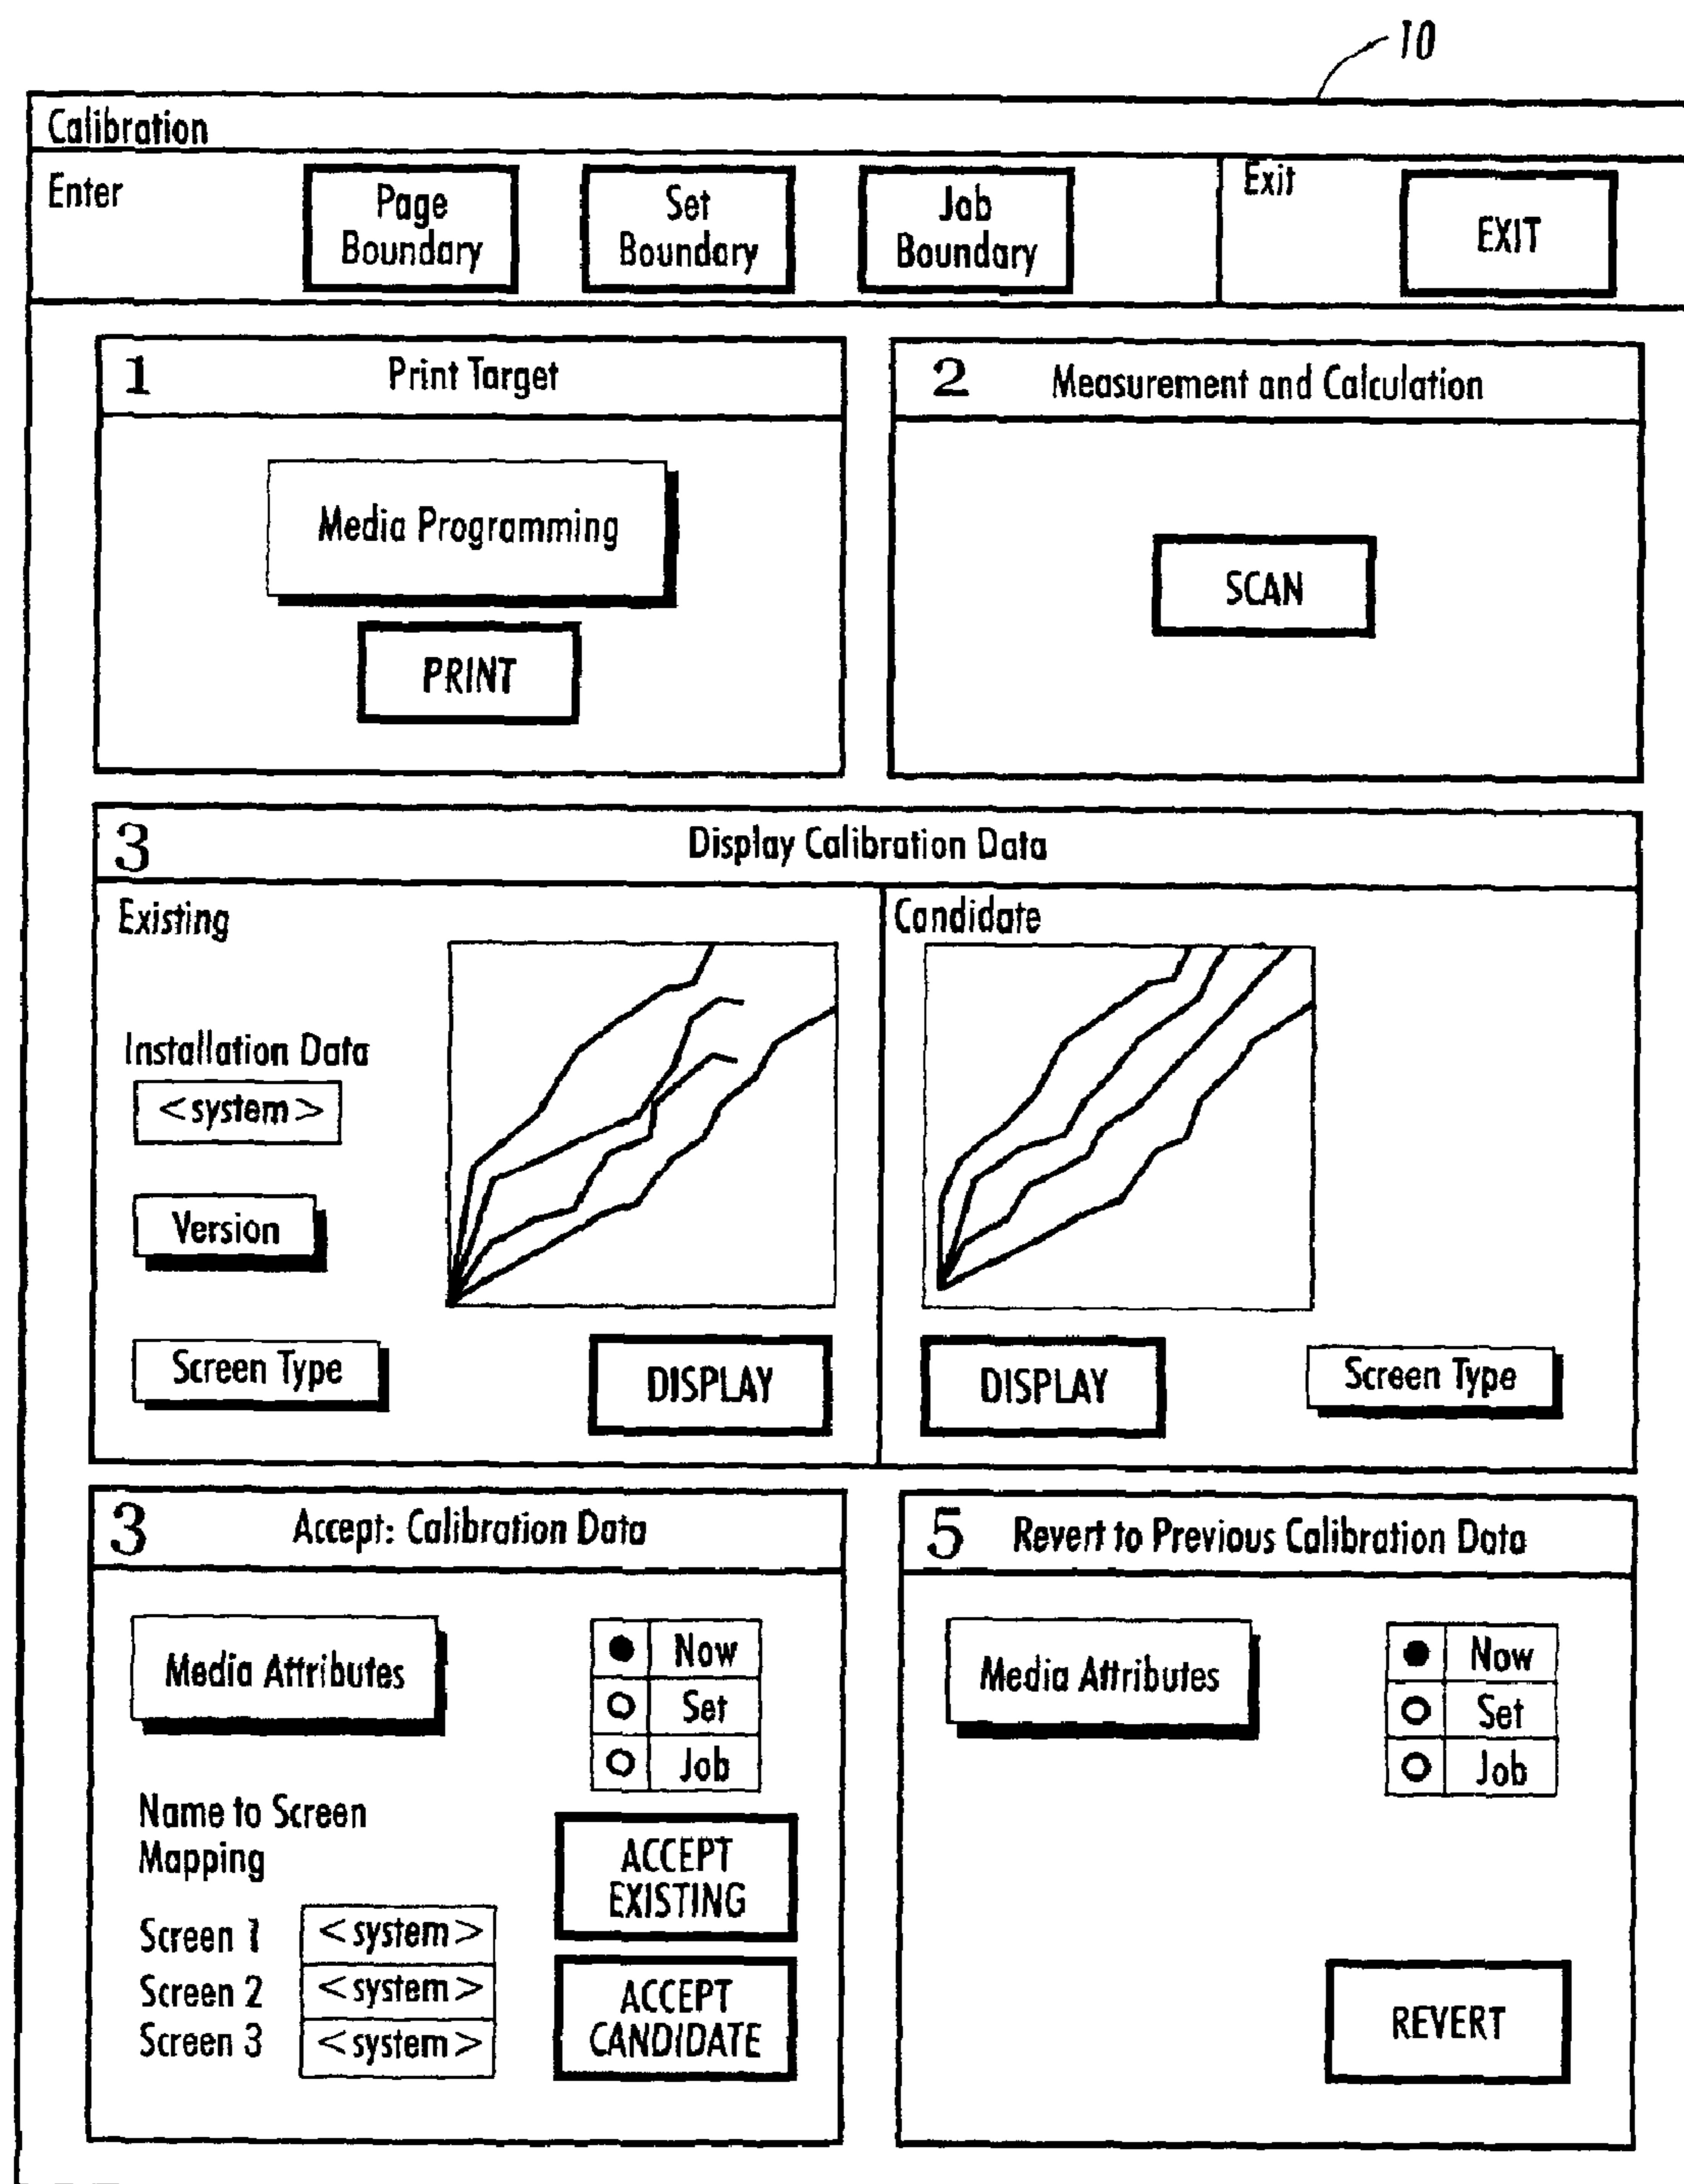 10
Calibration
Enter
Page
Boundary
Set
Boundary
Job
Boundary
Exit
EXIT
1 Print Target
Media Programming
PRINT
2 Measurement and Calculation
SCAN
3 Display Calibration Data
Existing
Installation Data
<system>
Version
Screen Type
DISPLAY
Candidate
DISPLAY
Screen Type
3 Accept: Calibration Data
Media Attributes
Now
Set
Job
Name to Screen
Mapping
Screen 1 <system>
Screen 2 <system>
Screen 3 <system>
ACCEPT
EXISTING
ACCEPT
CANDIDATE
5 Revert to Previous Calibration Data
Media Attributes
Now
Set
Job
REVERT